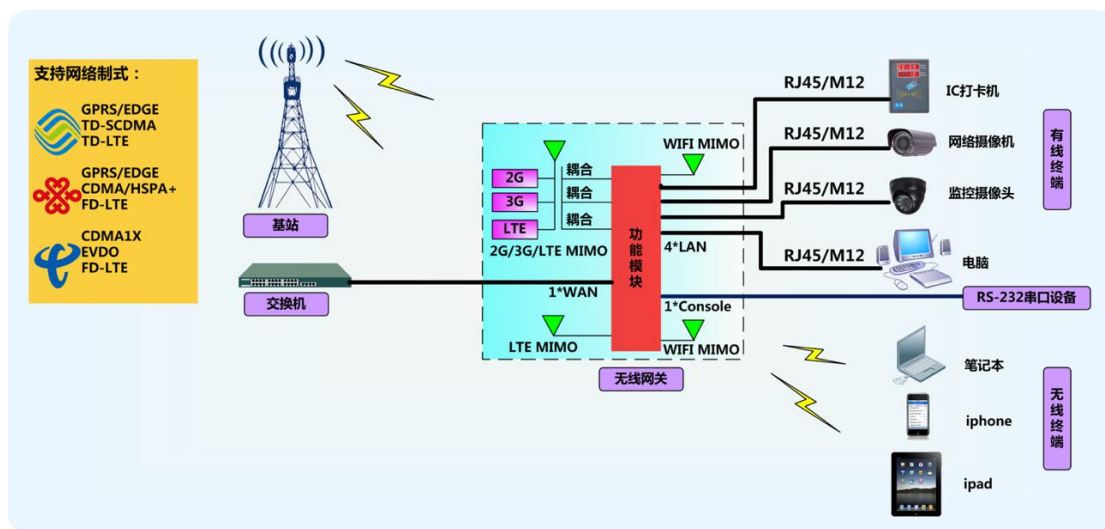 支持网络制式：
GPRS/EDGE
TD-SCDMA
TD-LTE
GPRS/EDGE
CDMA/HSPA+
FD-LTE
CDMA1X
EVDO
FD-LTE
基站
交换机
2G
3G
LTE
耦合
耦合
耦合
2G/3G/LTE MIMO
1*WAN
LTE MIMO
功能模块
WIFI MIMO
4*LAN
1*Console
WIFI MIMO
无线网关
RJ45/M12
IC打卡机
RJ45/M12
网络摄像机
RJ45/M12
监控摄像头
RJ45/M12
电脑
有线终端
RS-232串口设备
笔记本
iphone
ipad
无线终端